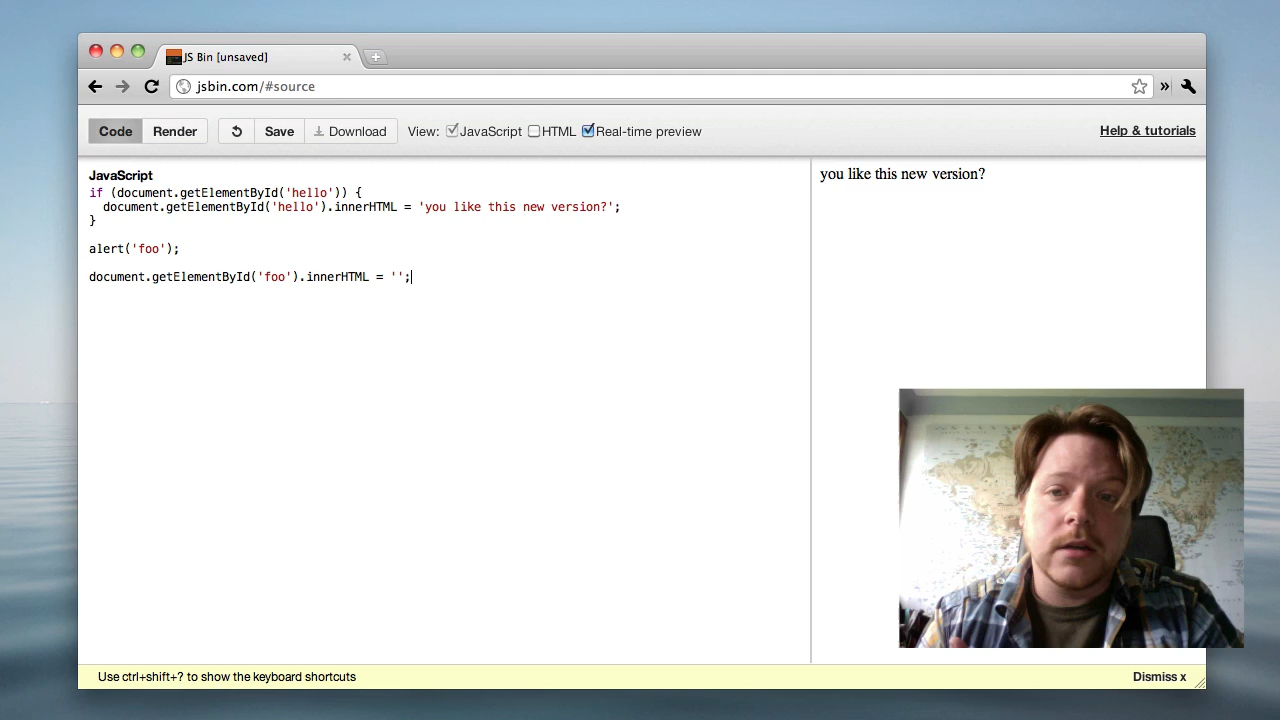 JS Bin [unsaved]
jsbin.com/#source
Code Render Save Download View: JavaScript HTML Real-time preview Help & tutorials
JavaScript
if (document.getElementById('hello')) {
  document.getElementById('hello').innerHTML = 'you like this new version?';
}
alert('foo');
document.getElementById('foo').innerHTML = '';
you like this new version?
Use ctrl+shift+? to show the keyboard shortcuts
Dismiss x